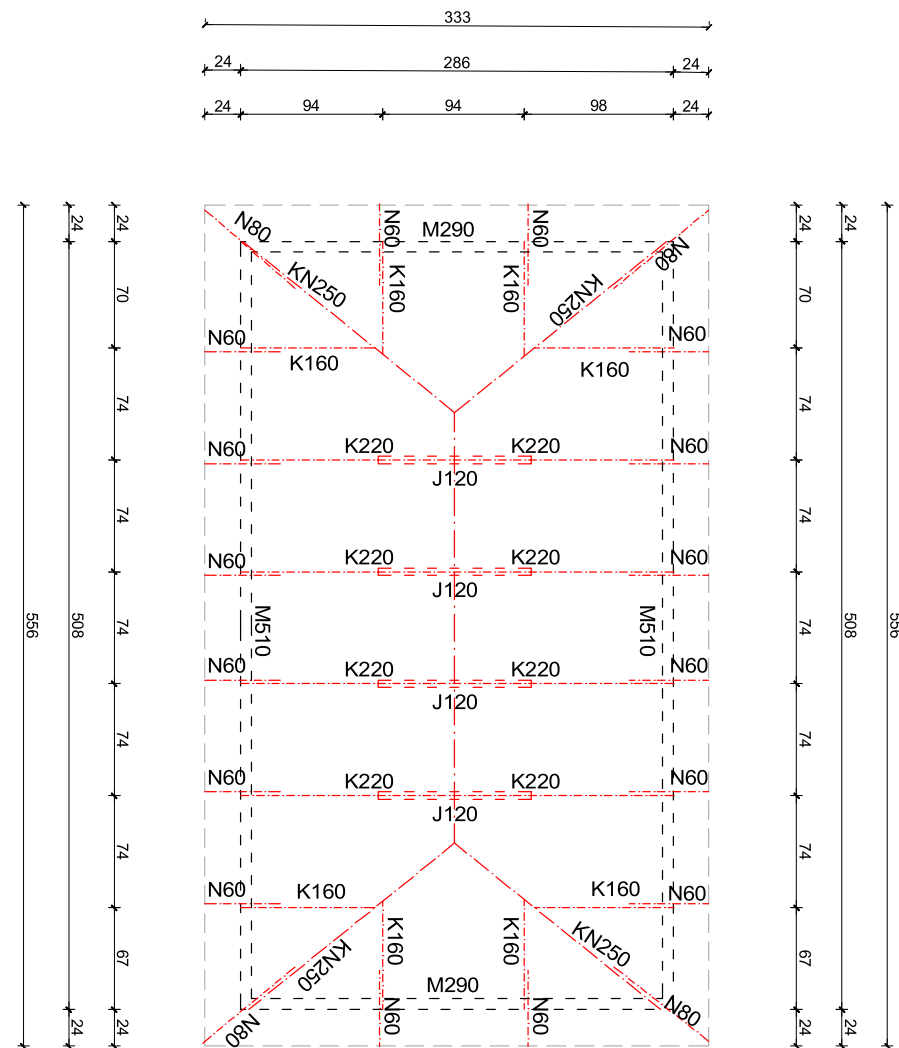 333
24 286 24
24 94 94 98 24
24 24 N80 N60 M290 N60 N80 24 24
70 KN250 K160 K160 KN250 70
N60 K160 K160 N60
74 74
N60 K220 K220 N60
J120
74 74
N60 K220 K220 N60
J120
556 508 74 M510 M510 74 508 556
N60 K220 K220 N60
J120
74 74
N60 K220 K220 N60
J120
74 74
N60 K160 K160 N60
67 KN250 K160 K160 KN250 67
M290
24 24 N80 N60 N60 N80 24 24